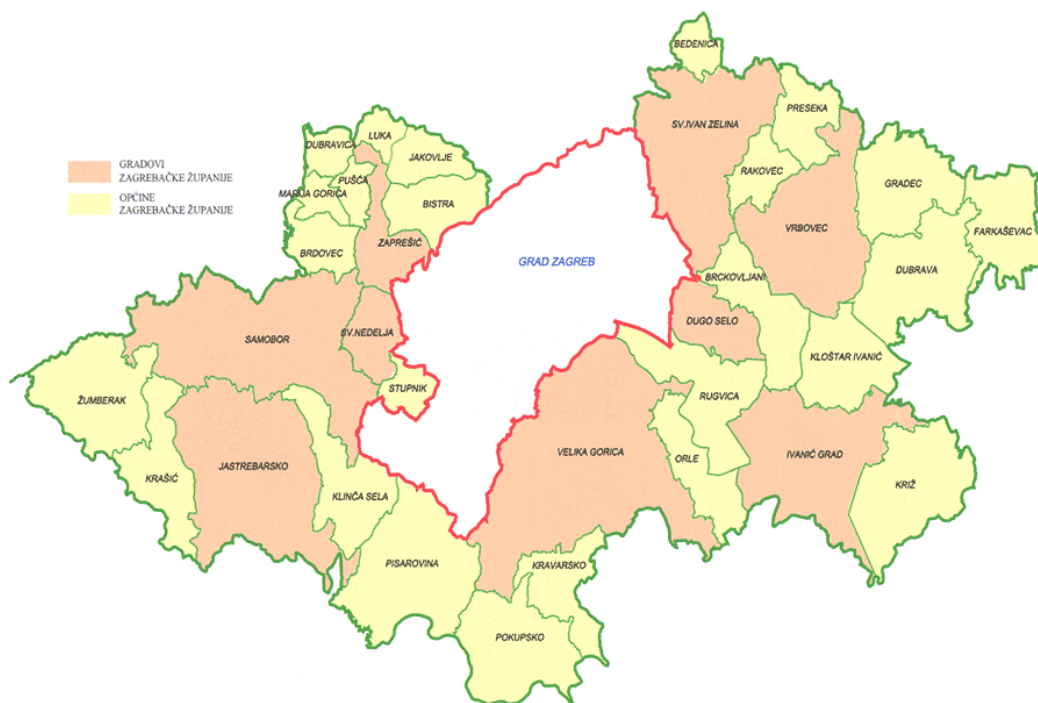 BEDENICA
PRESEKA
SV.IVAN ZELINA
LUKA
DUBRAVICA
JAKOVLJE
GRADOVI
ZAGREBAČKE ŽUPANIJE
PUŠĆA
RAKOVEC
GRADEC
MARIJA GORICA
OPĆINE
ZAGREBAČKE ŽUPANIJE
BISTRA
VRBOVEC
FARKAŠEVAC
ZAPREŠIĆ
BRDOVEC
GRAD ZAGREB
DUBRAVA
BRCKOVLJANI
DUGO SELO
SV.NEDELJA
SAMOBOR
KLOŠTAR IVANIĆ
STUPNIK
RUGVICA
ŽUMBERAK
VELIKA GORICA
IVANIĆ GRAD
ORLE
JASTREBARSKO
KRAŠIĆ
KRIŽ
KLINČA SELA
PISAROVINA
KRAVARSKO
POKUPSKO